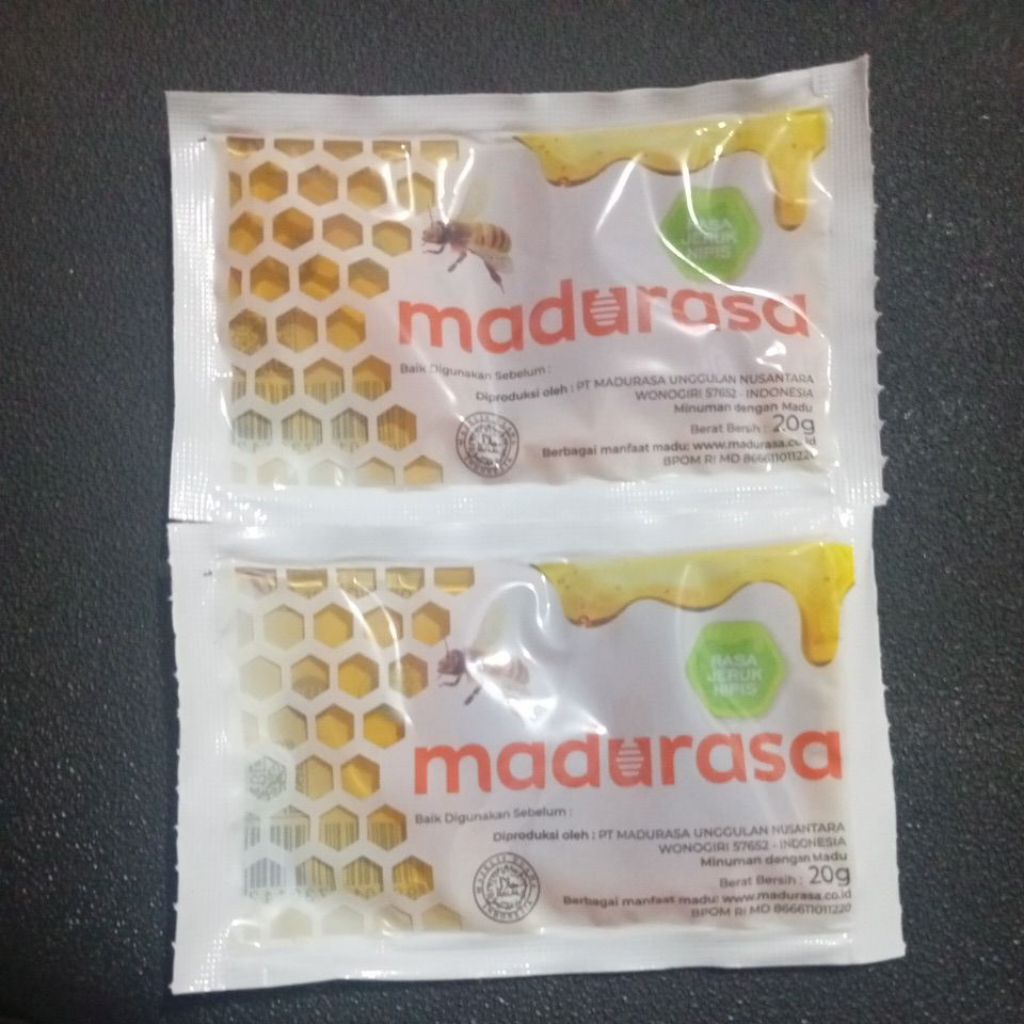 RASA
JERUK
NIPIS
madurasa
Baik Digunakan Sebelum :
Diproduksi oleh : PT MADURASA UNGGULAN NUSANTARA
WONOGIRI 57652 - INDONESIA
Minuman dengan Madu
Berat Bersih : 20g
Berbagai manfaat madu: www.madurasa.co.id
BPOM RI MD 866611011220
RASA
JERUK
NIPIS
madurasa
Baik Digunakan Sebelum :
Diproduksi oleh : PT MADURASA UNGGULAN NUSANTARA
WONOGIRI 57652 - INDONESIA
Minuman dengan Madu
Berat Bersih : 20g
Berbagai manfaat madu: www.madurasa.co.id
BPOM RI MD 866611011220